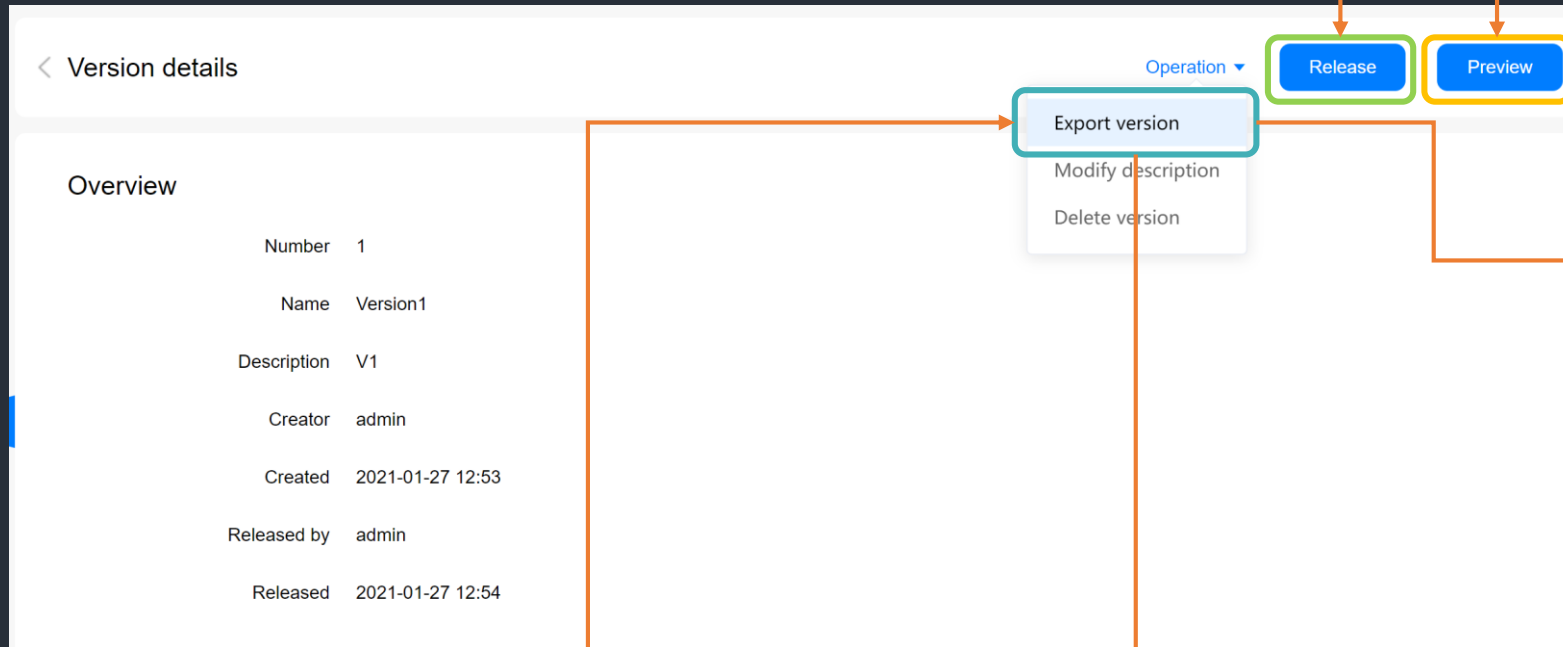 Version details
Operation
Release
Preview
Export version
Modify description
Delete version
Overview
Number 1
Name Version1
Description V1
Creator admin
Created 2021-01-27 12:53
Released by admin
Released 2021-01-27 12:54